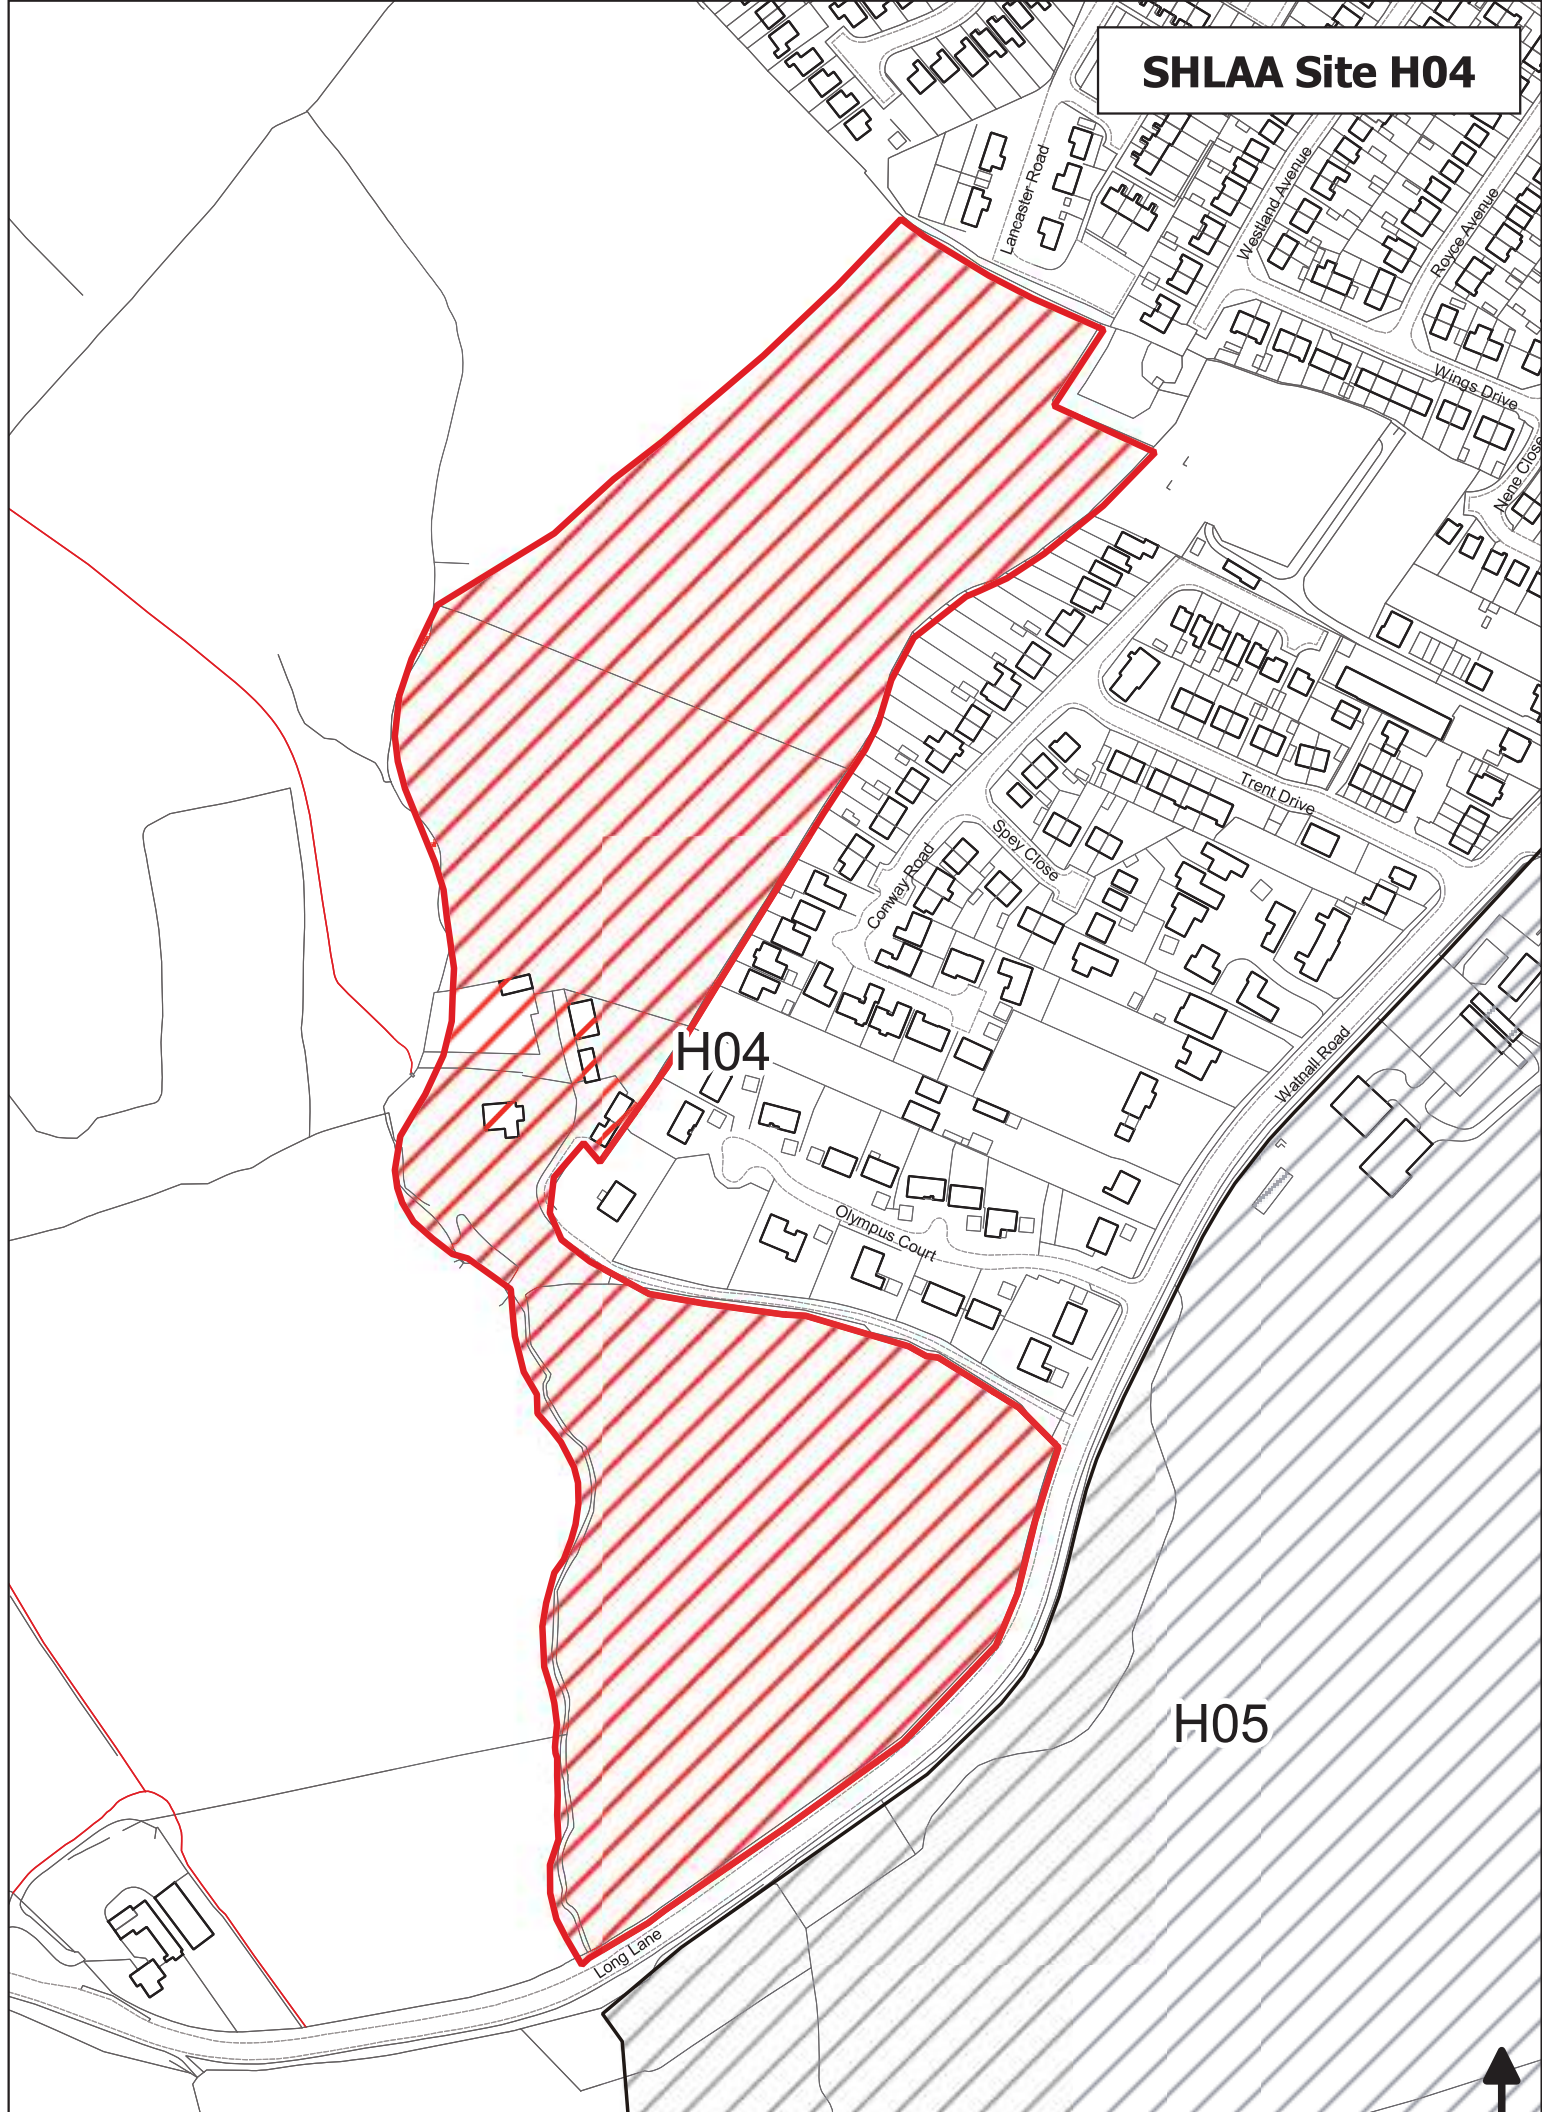 SHLAA Site H04
Lancaster Road
Westland Avenue
Royce Avenue
Wings Drive
Nene Close
Trent Drive
Spey Close
Conway Road
H04
Watnall Road
Olympus Court
H05
Long Lane